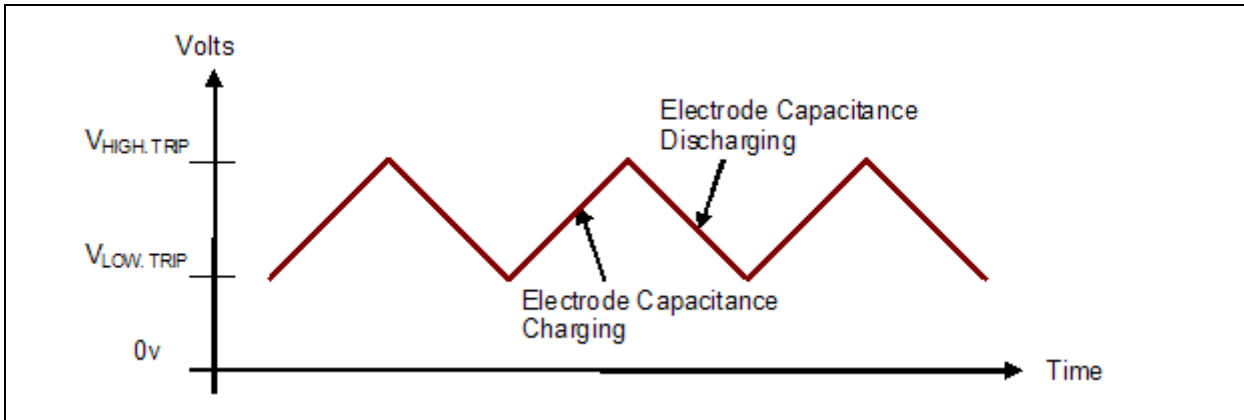 Volts
Electrode Capacitance
Discharging
VHIGH. TRIP
VLOW. TRIP
Electrode Capacitance
Charging
0v
Time